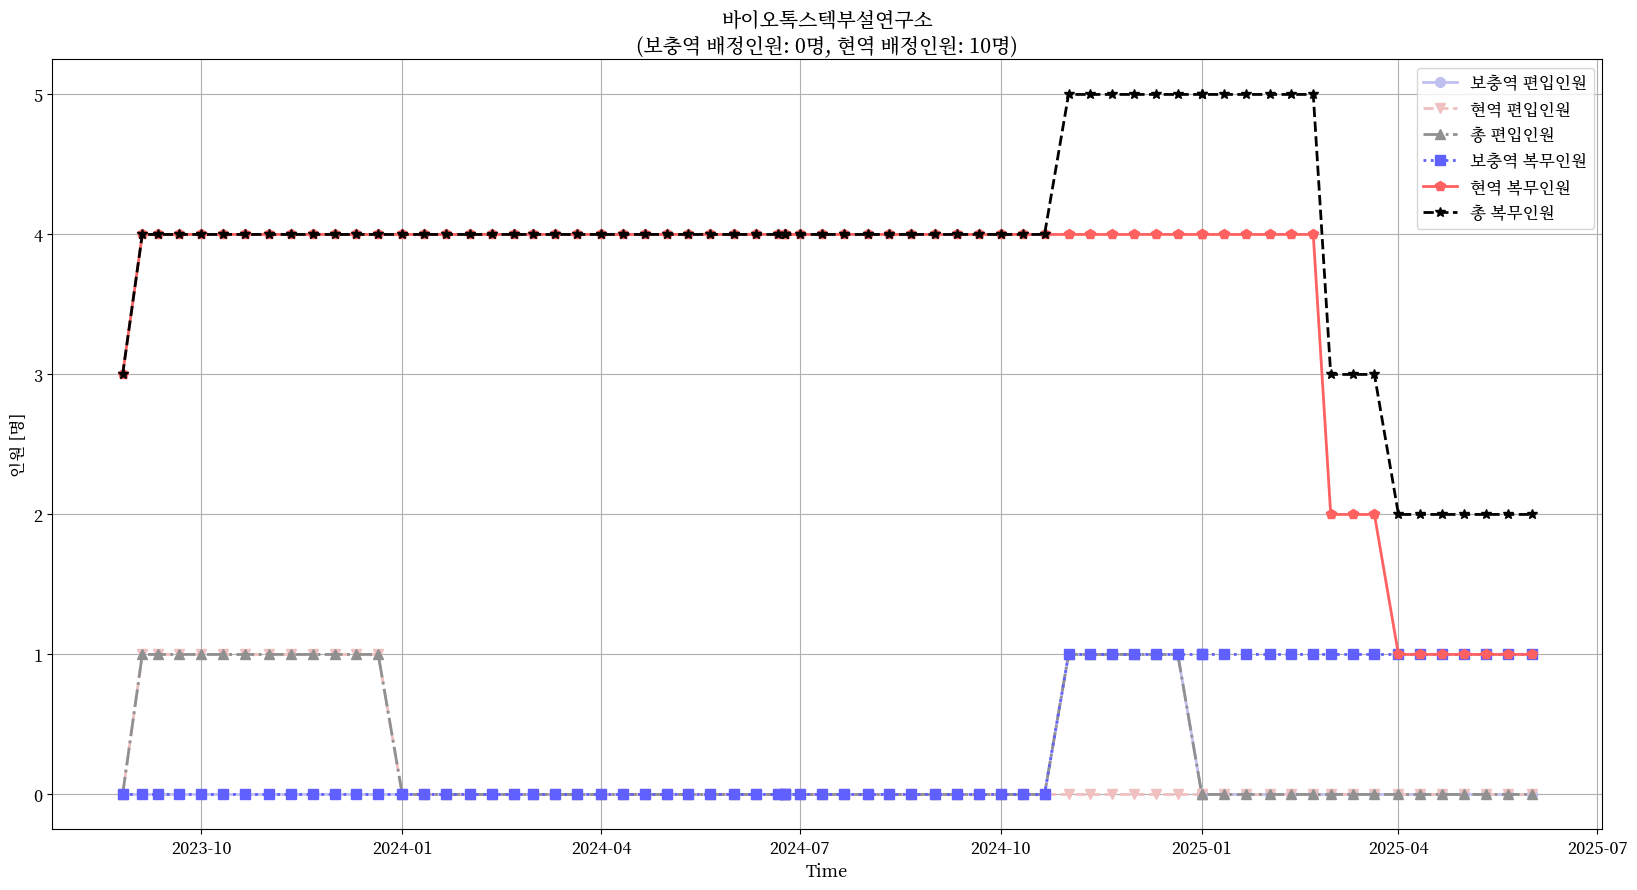 바이오톡스텍부설연구소
(보충역 배정인원: 0명, 현역 배정인원: 10명)
보충역 편입인원
현역 편입인원
총 편입인원
보충역 복무인원
현역 복무인원
총 복무인원
인원 [명]
5
4
3
2
1
0
2023-10
2024-01
2024-04
2024-07
2024-10
2025-01
2025-04
2025-07
Time